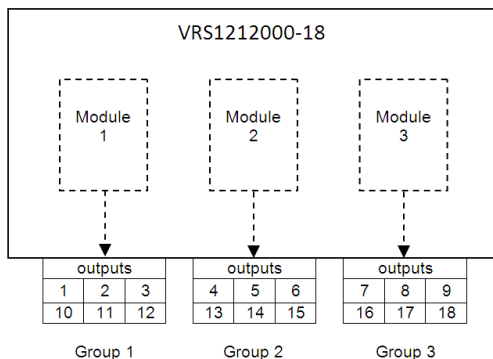 VRS1212000-18
Module 1
Module 2
Module 3
outputs outputs outputs
1 2 3 4 5 6 7 8 9
10 11 12 13 14 15 16 17 18
Group 1 Group 2 Group 3